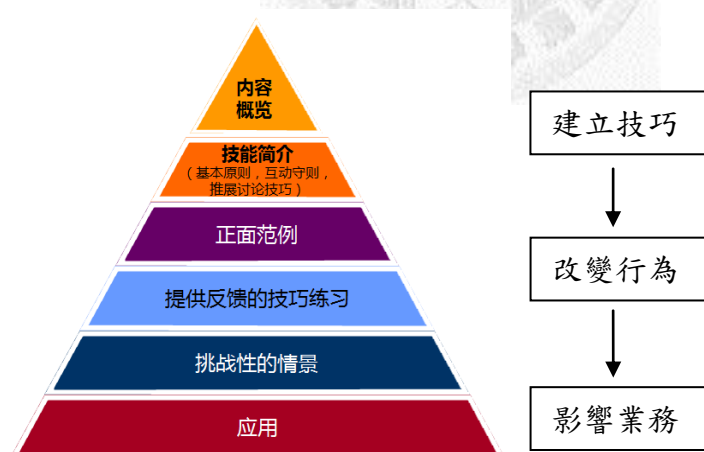 内容
概览
技能简介
（基本原则，互动守则，
推展讨论技巧）
正面范例
提供反馈的技巧练习
挑战性的情景
应用
建立技巧
改變行為
影響業務